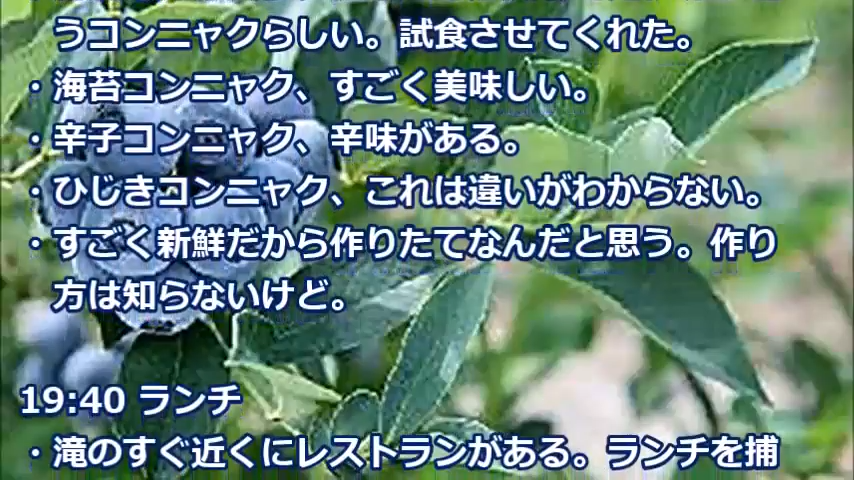 うコンニャクらしい。試食させてくれた。
・海苔コンニャク、すごく美味しい。
・辛子コンニャク、辛味がある。
・ひじきコンニャク、これは違いがわからない。
・すごく新鮮だから作りたてなんだと思う。作り
方は知らないけど。
19:40 ランチ
・滝のすぐ近くにレストランがある。ランチを捕